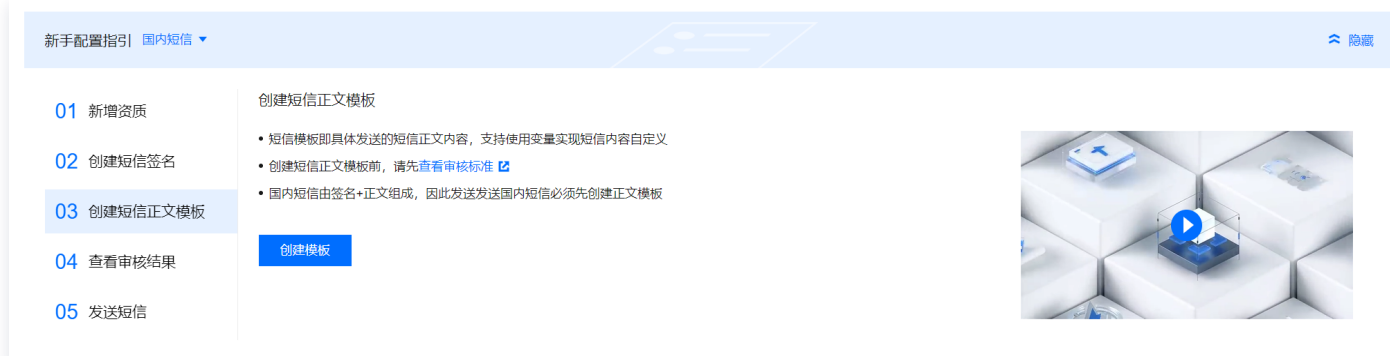 新手配置指引 国内短信
隐藏
01 新增资质
02 创建短信签名
03 创建短信正文模板
04 查看审核结果
05 发送短信
创建短信正文模板
• 短信模板即具体发送的短信正文内容，支持使用变量实现短信内容自定义
• 创建短信正文模板前，请先查看审核标准
• 国内短信由签名+正文组成，因此发送发送国内短信必须先创建正文模板
创建模板